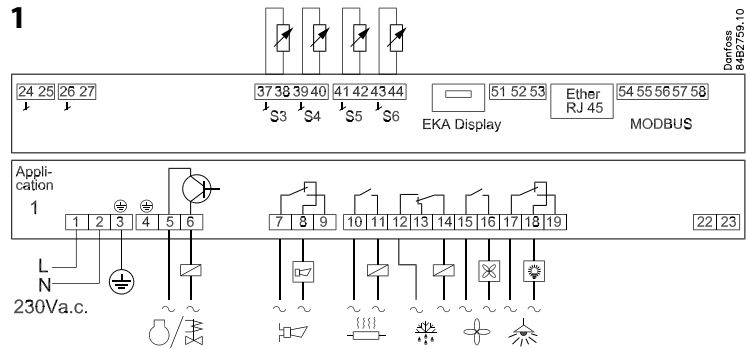 1
Danfoss
84B2759.10
24 25 26 27 37 38 39 40 41 42 43 44 51 52 53 Ether RJ 45 54 55 56 57 58
S3 S4 S5 S6
EKA Display
MODBUS
Appli-
cation
1
1 2 3 4 5 6 7 8 9 10 11 12 13 14 15 16 17 18 19 22 23
L
N
230Va.c.